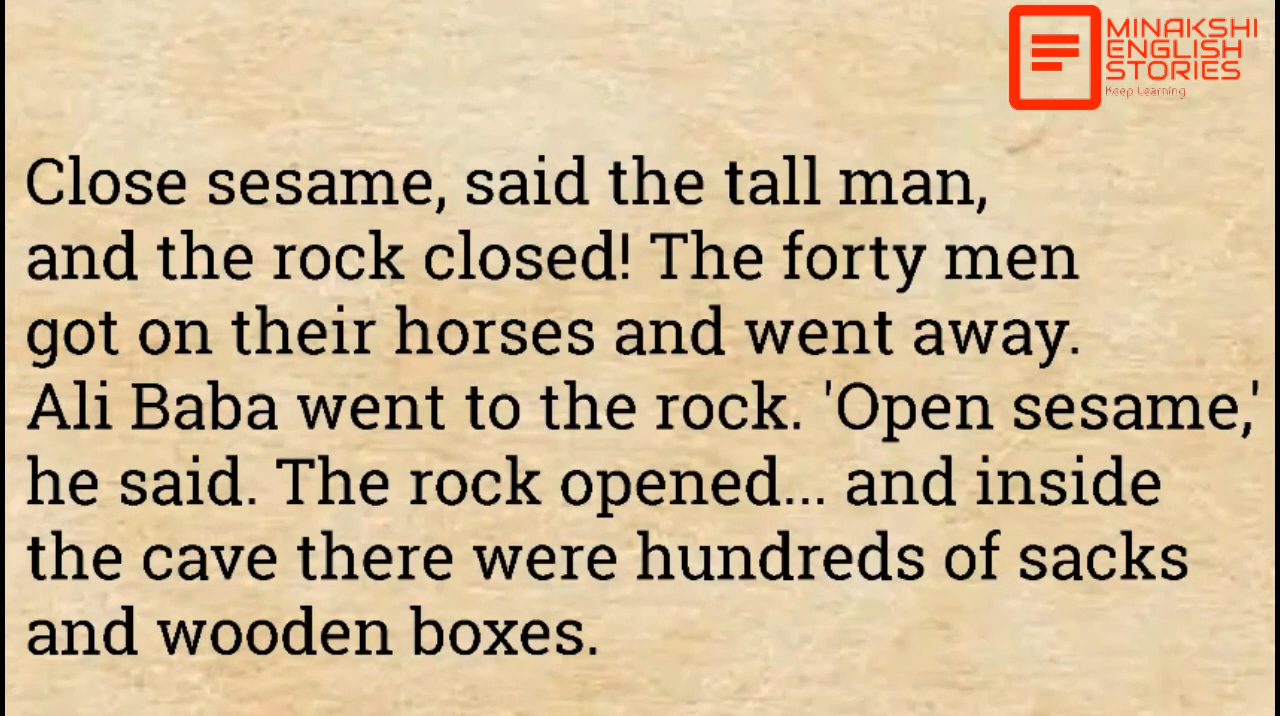 MINAKSHI
ENGLISH
STORIES
Keep Learning
Close sesame, said the tall man,
and the rock closed! The forty men
got on their horses and went away.
Ali Baba went to the rock. 'Open sesame,'
he said. The rock opened... and inside
the cave there were hundreds of sacks
and wooden boxes.